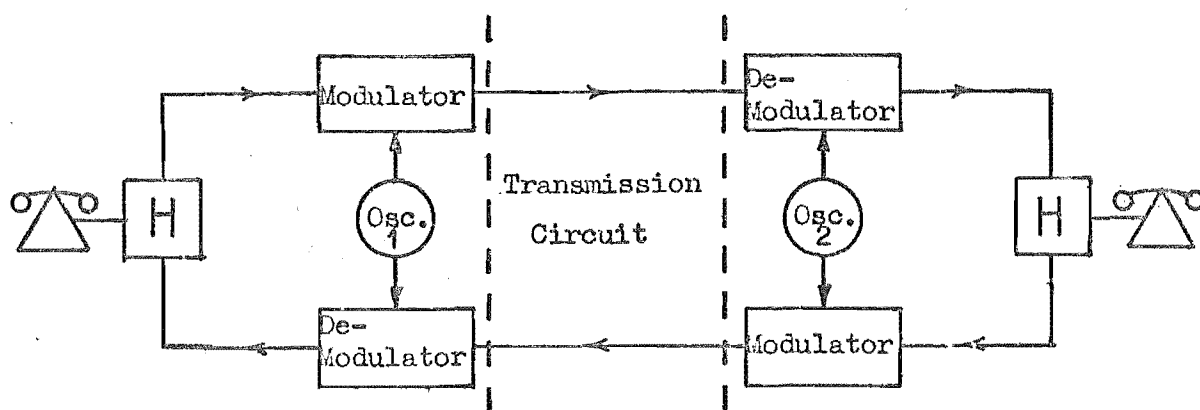 Modulator
De-
Modulator
H
Osc.
1
Transmission
Circuit
Osc.
2
H
De-
Modulator
Modulator